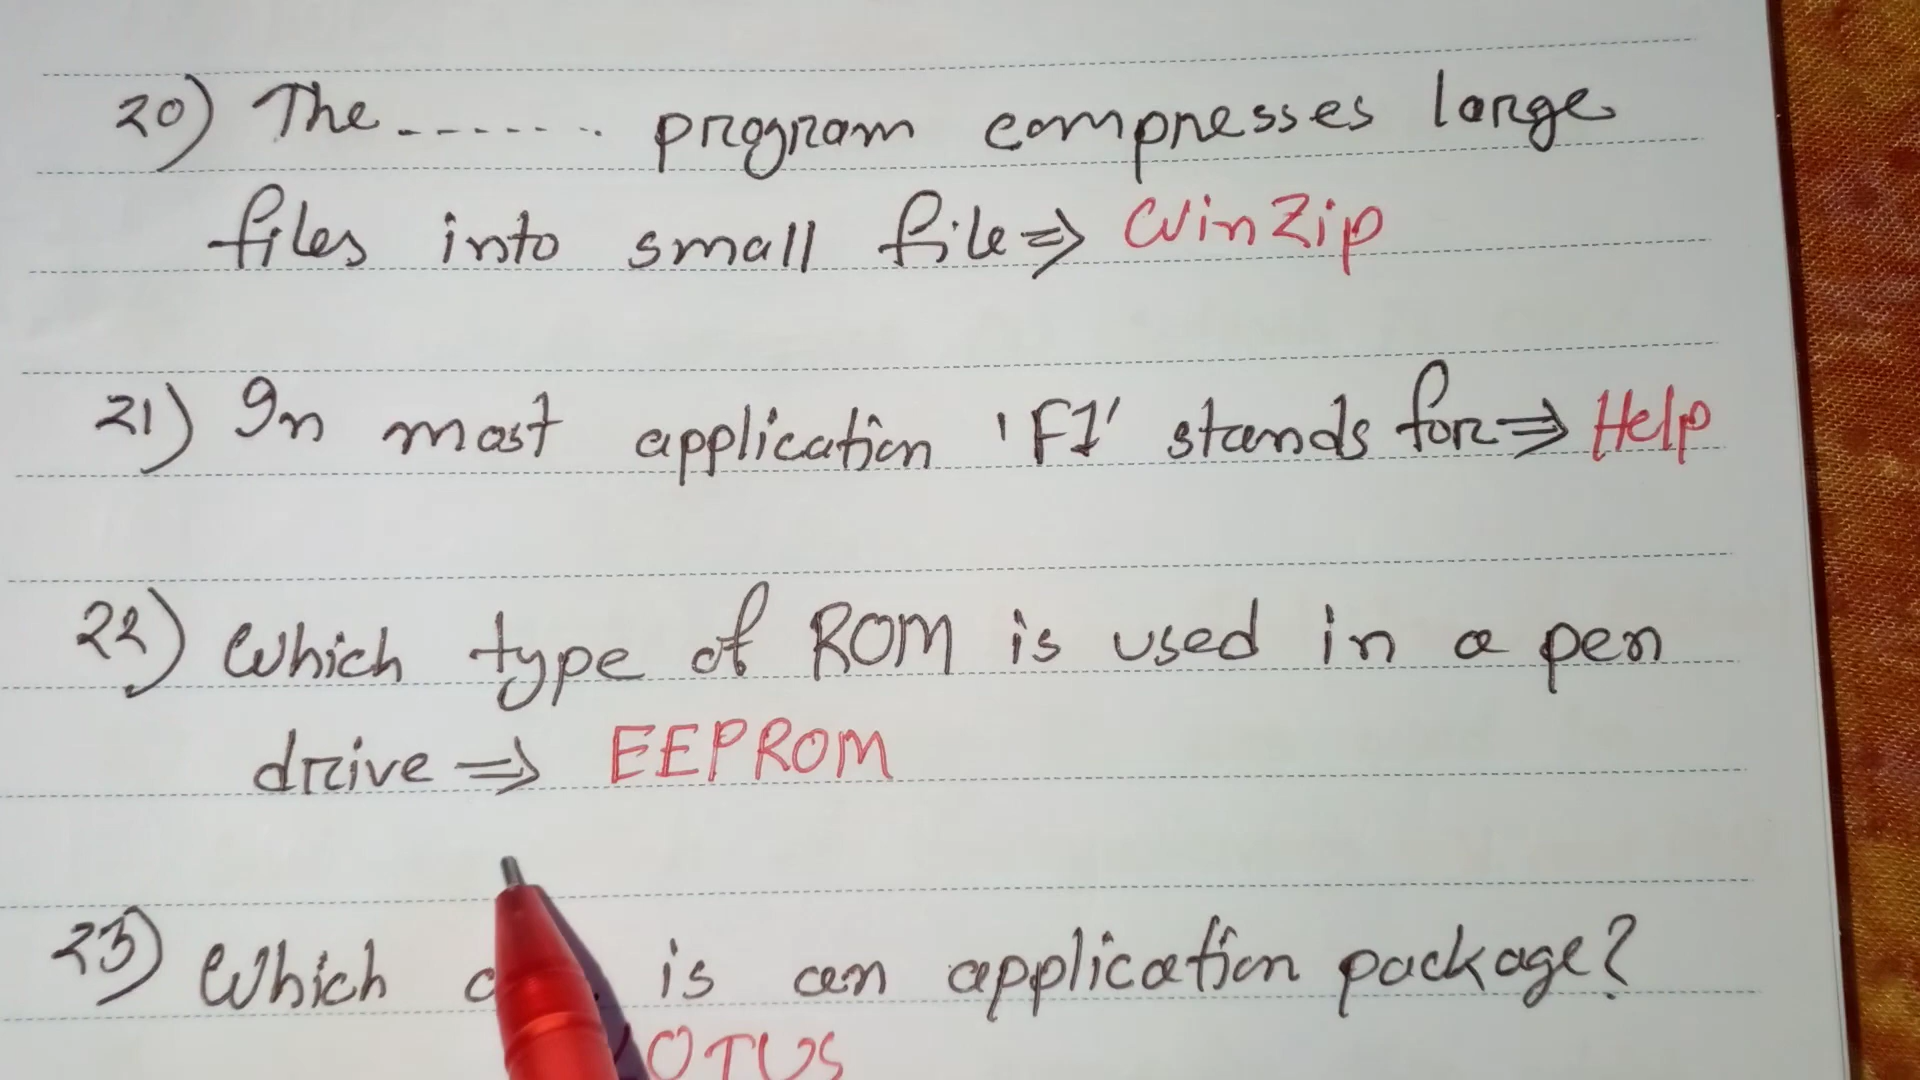 20) The ....... program compresses large
files into small file ⇒ WinZip
21) In most application 'F1' stands for ⇒ Help
22) Which type of ROM is used in a pen
drive ⇒ EEPROM
23) Which is an application package?